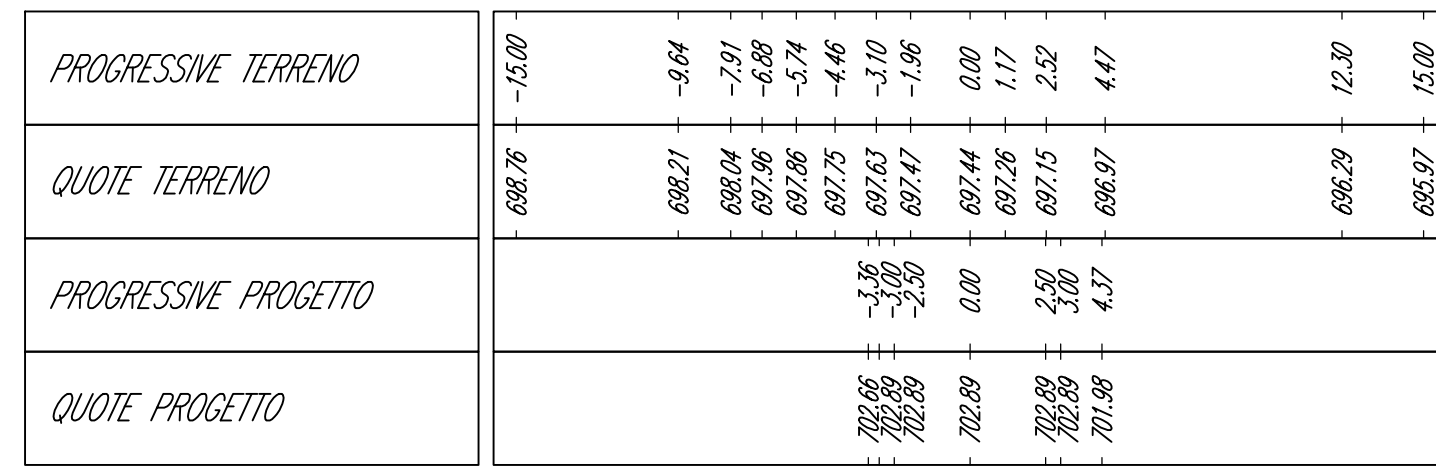 PROGRESSIVE TERRENO -15.00 -9.64 -7.91 -6.88 -5.74 -4.46 -3.10 -1.96 0.00 1.17 2.52 4.47 12.30 15.00
QUOTE TERRENO 698.76 698.21 698.04 697.96 697.86 697.75 697.63 697.47 697.44 697.26 697.15 696.97 696.29 695.97
PROGRESSIVE PROGETTO -3.36 -3.00 -2.50 0.00 2.50 3.00 4.37
QUOTE PROGETTO 702.66 702.89 702.89 702.89 702.89 702.89 701.98